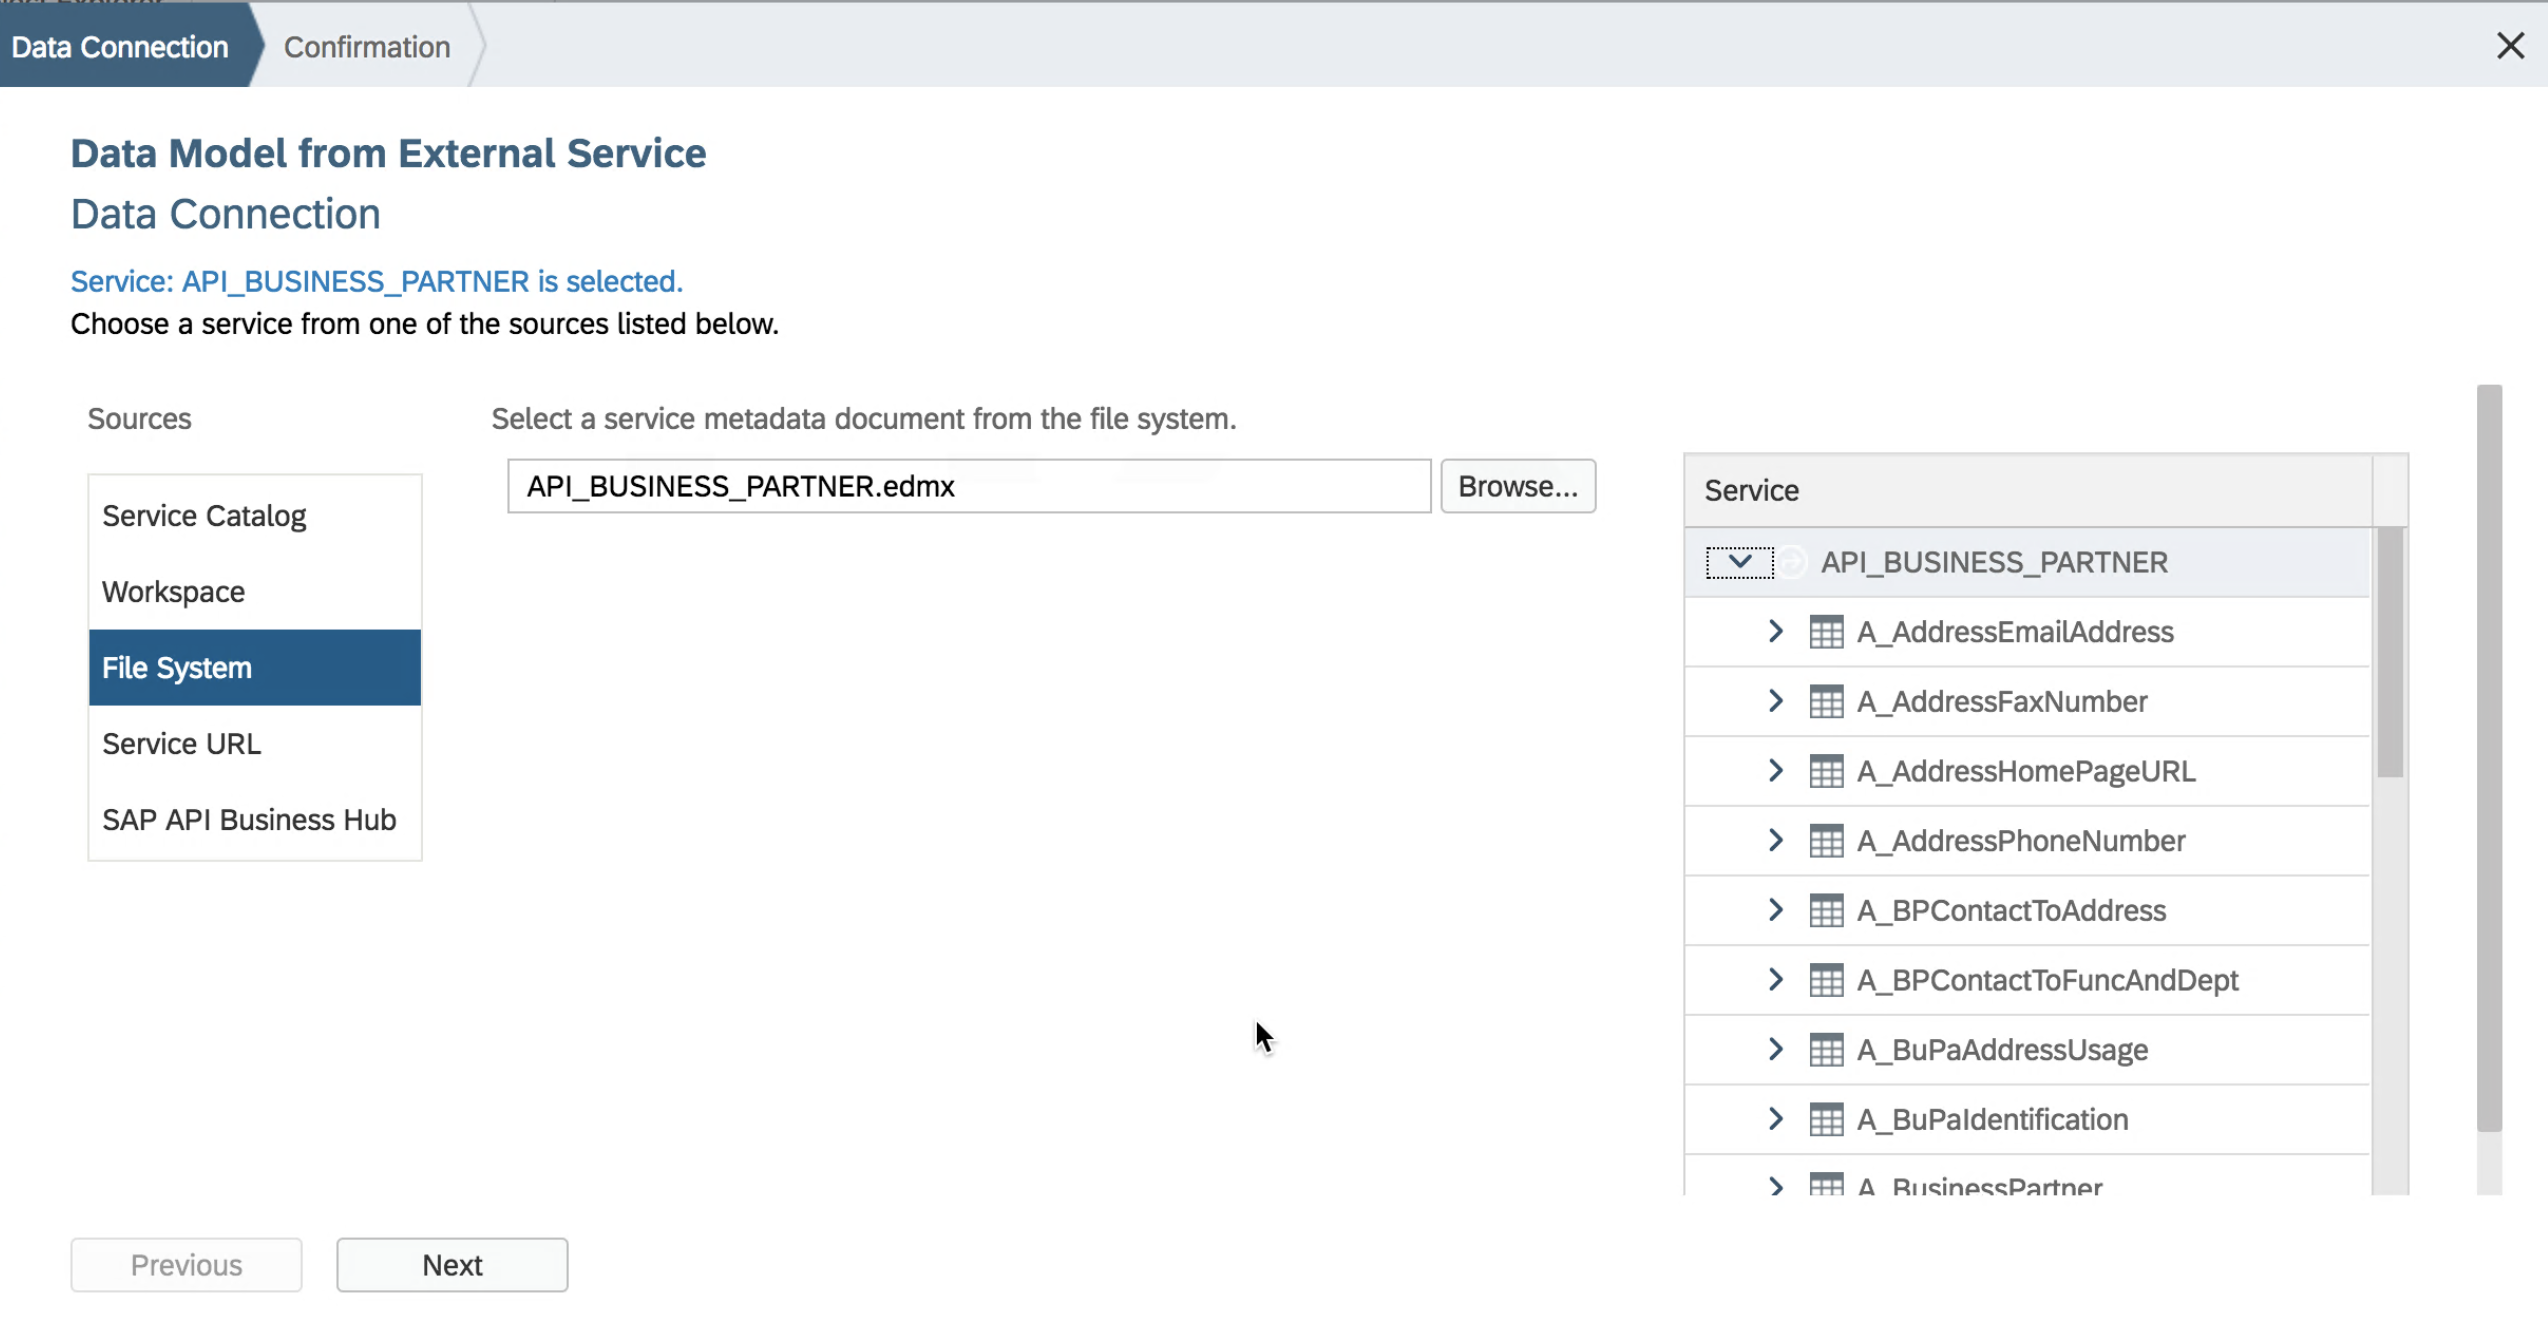 Data Connection
Confirmation
Data Model from External Service
Data Connection
Service: API_BUSINESS_PARTNER is selected.
Choose a service from one of the sources listed below.
Sources
Select a service metadata document from the file system.
Service Catalog
Workspace
File System
Service URL
SAP API Business Hub
API_BUSINESS_PARTNER.edmx
Browse...
Service
API_BUSINESS_PARTNER
A_AddressEmailAddress
A_AddressFaxNumber
A_AddressHomePageURL
A_AddressPhoneNumber
A_BPContactToAddress
A_BPContactToFuncAndDept
A_BuPaAddressUsage
A_BuPaIdentification
A_BusinessPartner
Previous
Next